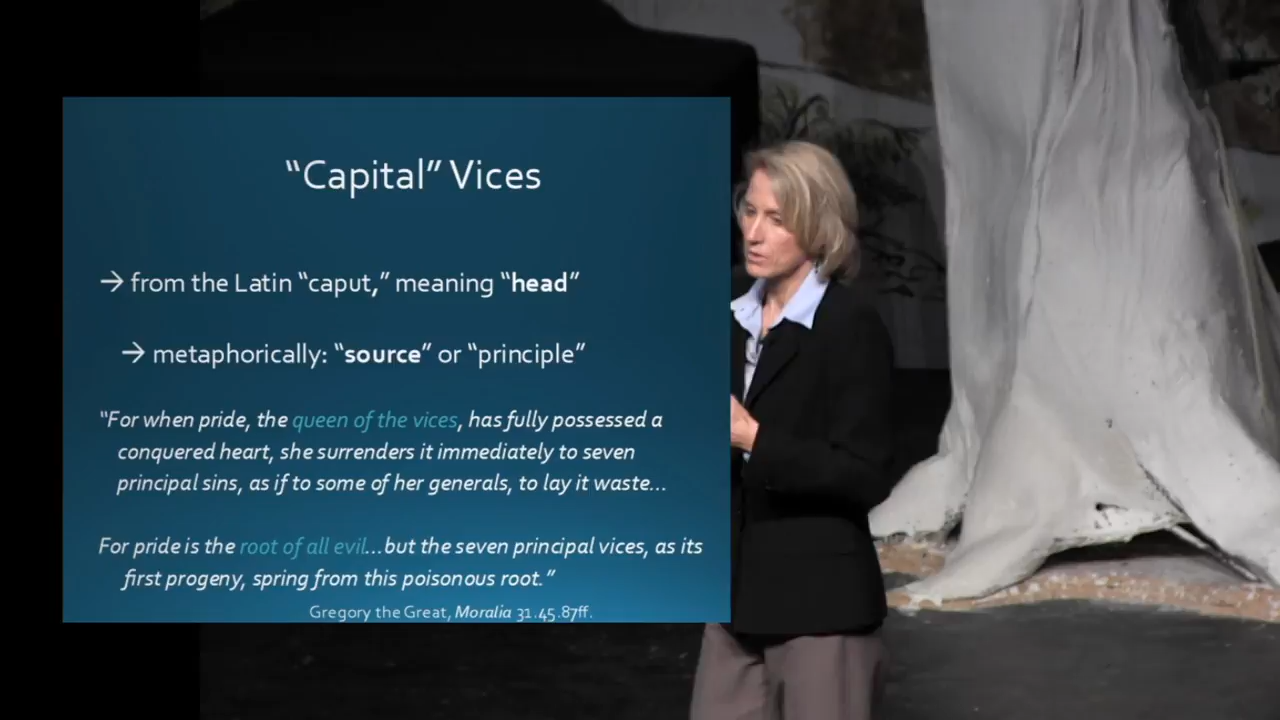 “Capital” Vices
→ from the Latin “caput,” meaning “head”
→ metaphorically: “source” or “principle”
“For when pride, the queen of the vices, has fully possessed a
conquered heart, she surrenders it immediately to seven
principal sins, as if to some of her generals, to lay it waste...
For pride is the root of all evil...but the seven principal vices, as its
first progeny, spring from this poisonous root.”
Gregory the Great, Moralia 31.45.87ff.